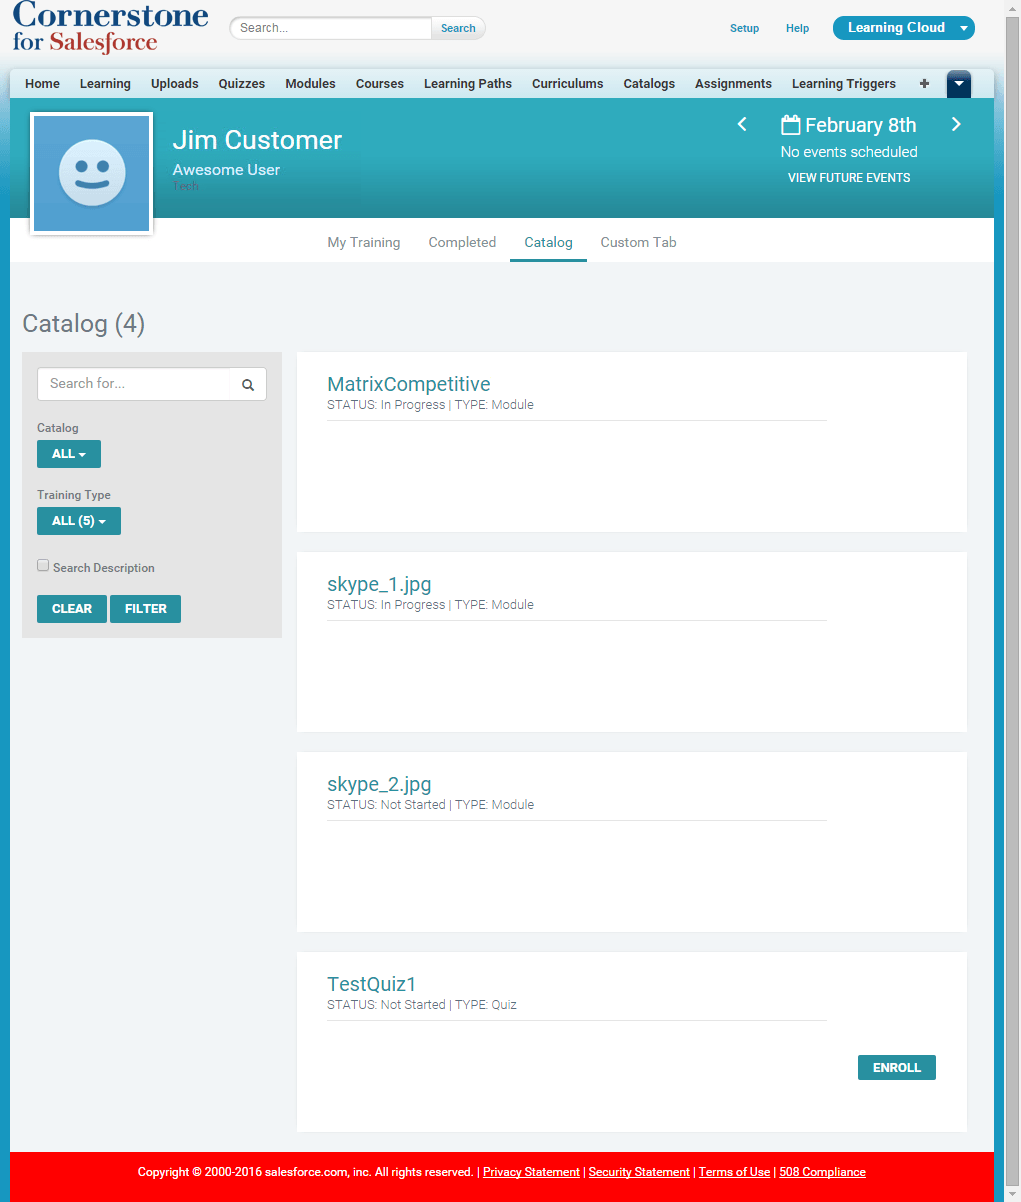 Cornerstone
for Salesforce
Search...
Search
Setup
Help
Learning Cloud
Home Learning Uploads Quizzes Modules Courses Learning Paths Curriculums Catalogs Assignments Learning Triggers +
Jim Customer
Awesome User
Tech
February 8th
No events scheduled
VIEW FUTURE EVENTS
My Training Completed Catalog Custom Tab
Catalog (4)
Search for...
Catalog
ALL
Training Type
ALL (5)
Search Description
CLEAR FILTER
MatrixCompetitive
STATUS: In Progress | TYPE: Module
skype_1.jpg
STATUS: In Progress | TYPE: Module
skype_2.jpg
STATUS: Not Started | TYPE: Module
TestQuiz1
STATUS: Not Started | TYPE: Quiz
ENROLL
Copyright © 2000-2016 salesforce.com, inc. All rights reserved. | Privacy Statement | Security Statement | Terms of Use | 508 Compliance